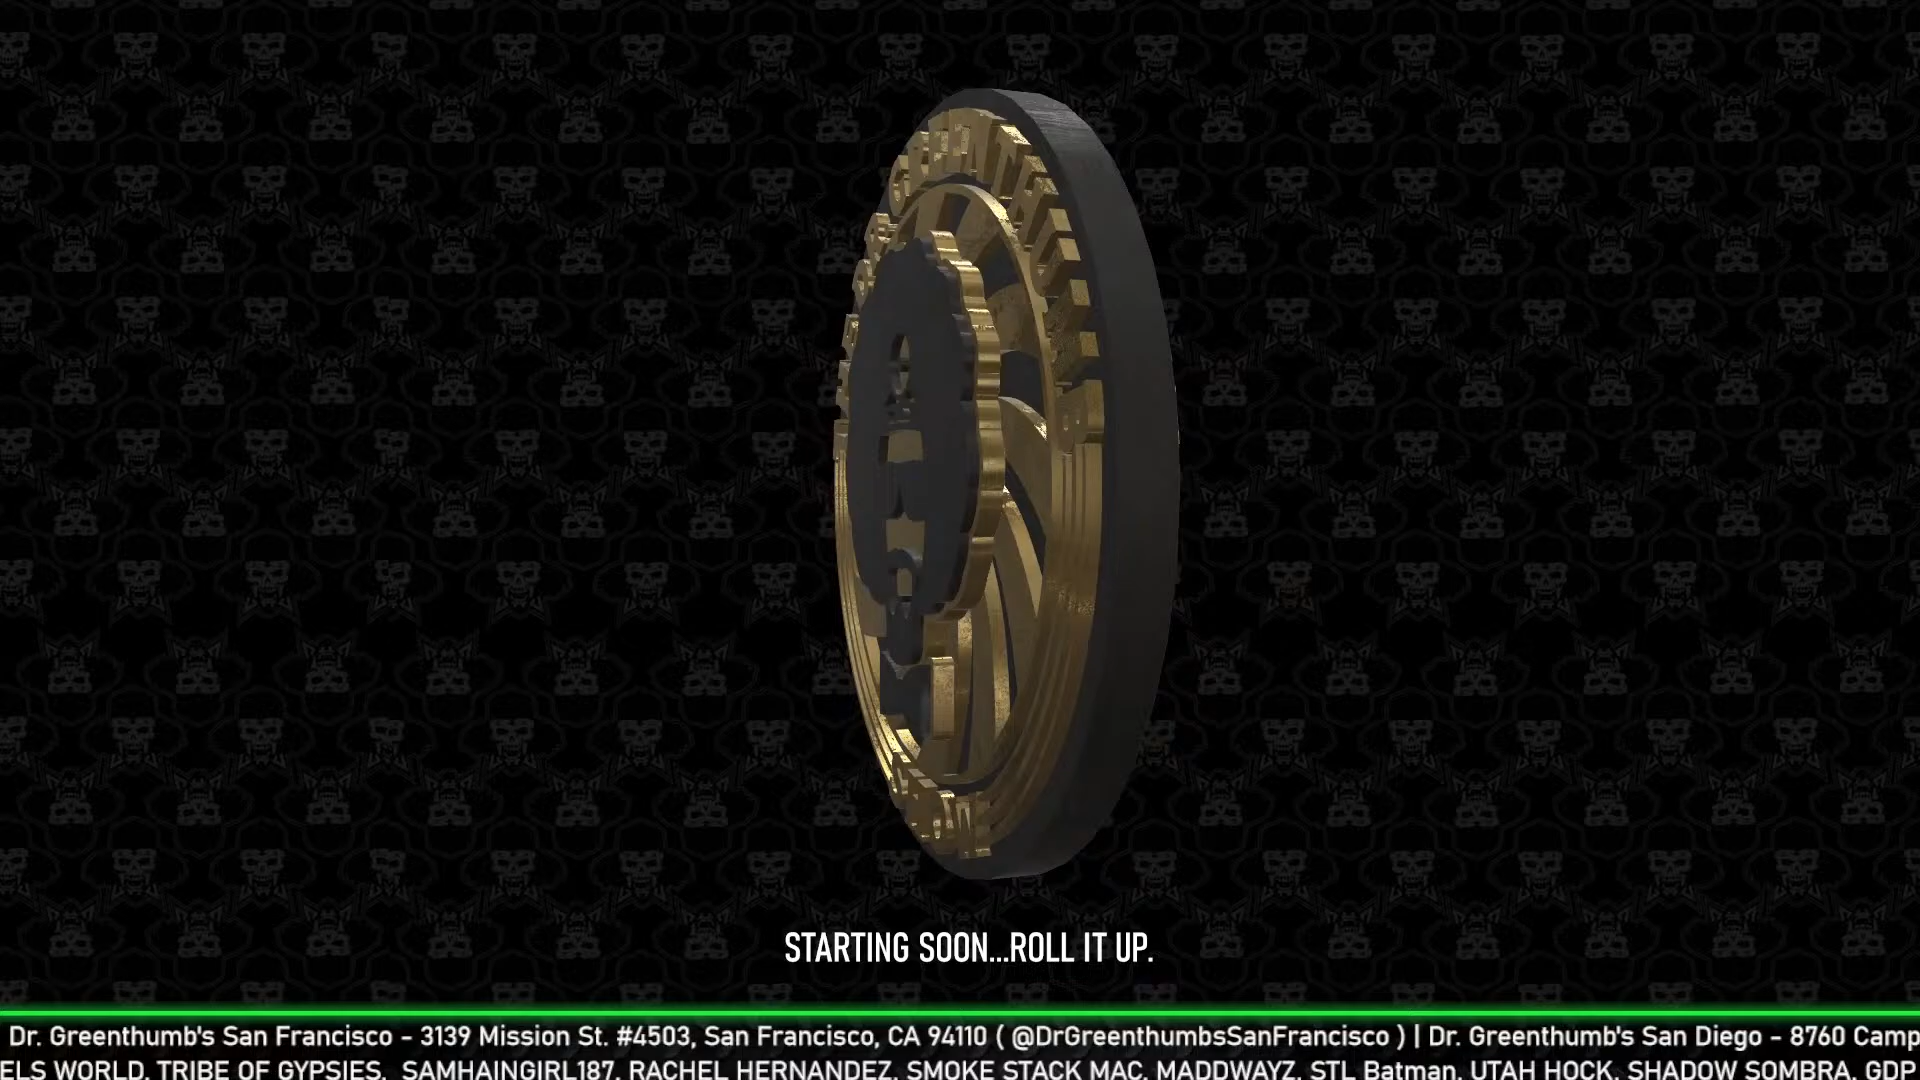 STARTING SOON...ROLL IT UP.
Dr. Greenthumb's San Francisco - 3139 Mission St. #4503, San Francisco, CA 94110 ( @DrGreenthumbsSanFrancisco ) | Dr. Greenthumb's San Diego - 8760 Camp
ELS WORLD, TRIBE OF GYPSIES, SAMHAINGIRL187, RACHEL HERNANDEZ, SMOKE STACK MAC, MADDWAYZ, STL Batman, UTAH HOCK, SHADOW SOMBRA, GDP